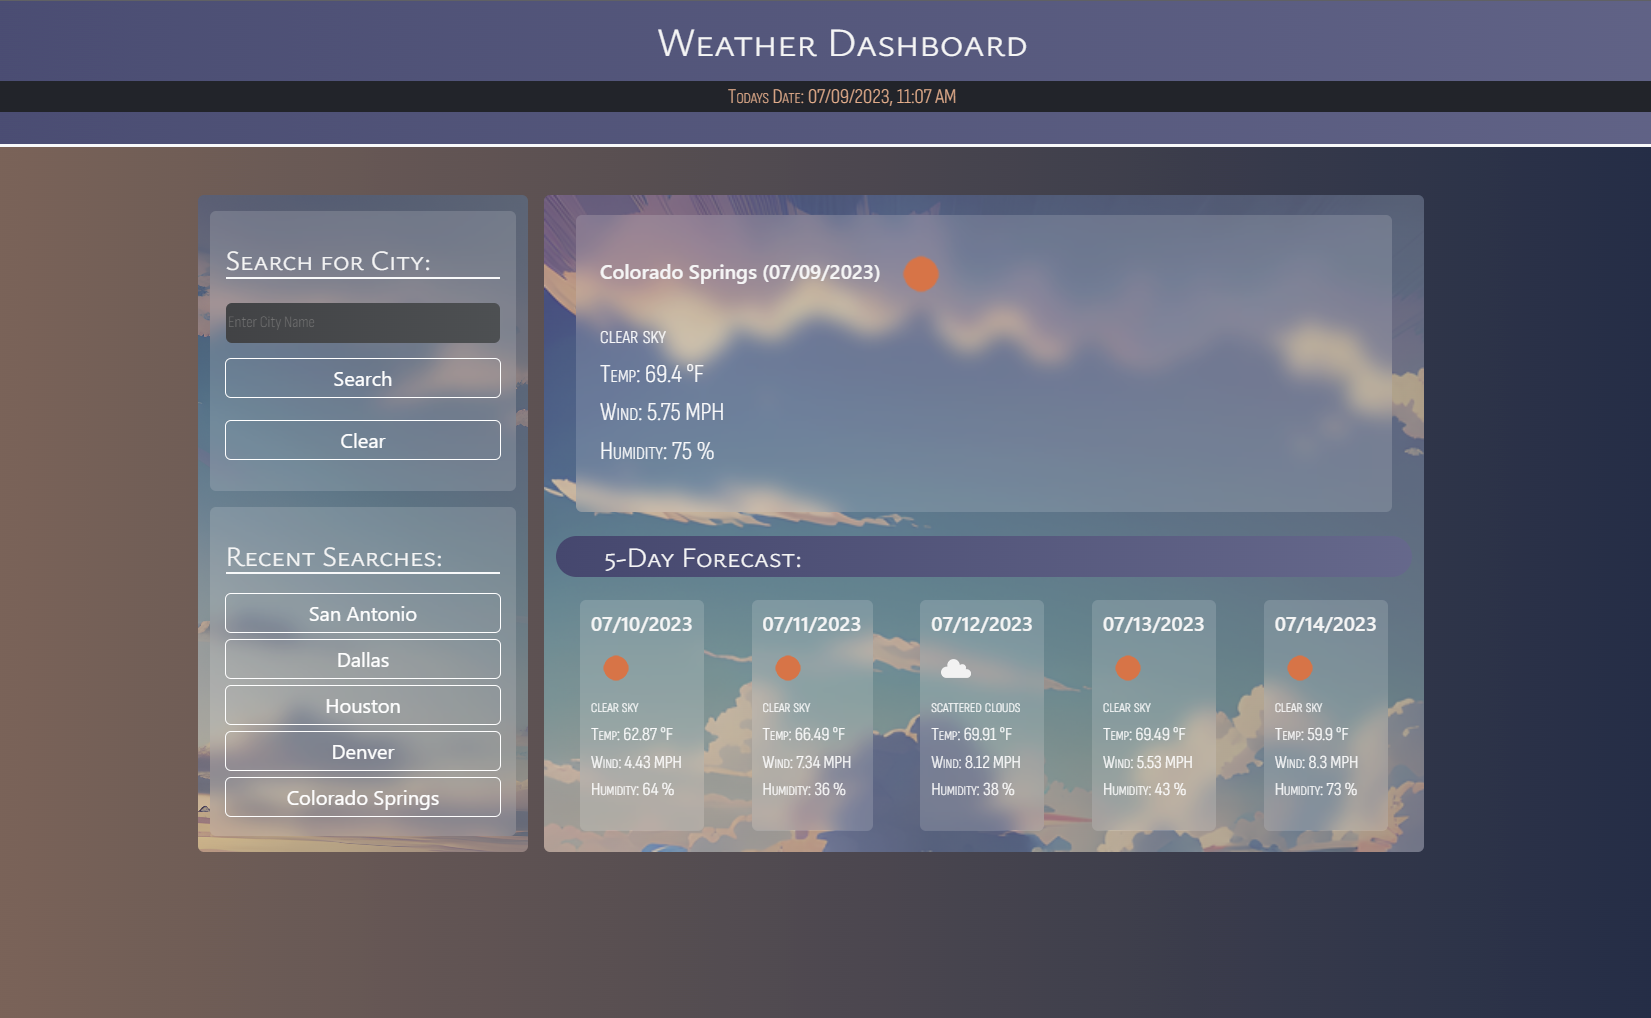 Weather Dashboard
Todays Date: 07/09/2023, 11:07 AM
Search for City:
Enter City Name
Search
Clear
Recent Searches:
San Antonio
Dallas
Houston
Denver
Colorado Springs
Colorado Springs (07/09/2023)
CLEAR SKY
Temp: 69.4 °F
Wind: 5.75 MPH
Humidity: 75 %
5-Day Forecast:
07/10/2023
CLEAR SKY
Temp: 62.87 °F
Wind: 4.43 MPH
Humidity: 64 %
07/11/2023
CLEAR SKY
Temp: 66.49 °F
Wind: 7.34 MPH
Humidity: 36 %
07/12/2023
SCATTERED CLOUDS
Temp: 69.91 °F
Wind: 8.12 MPH
Humidity: 38 %
07/13/2023
CLEAR SKY
Temp: 69.49 °F
Wind: 5.53 MPH
Humidity: 43 %
07/14/2023
CLEAR SKY
Temp: 59.9 °F
Wind: 8.3 MPH
Humidity: 73 %